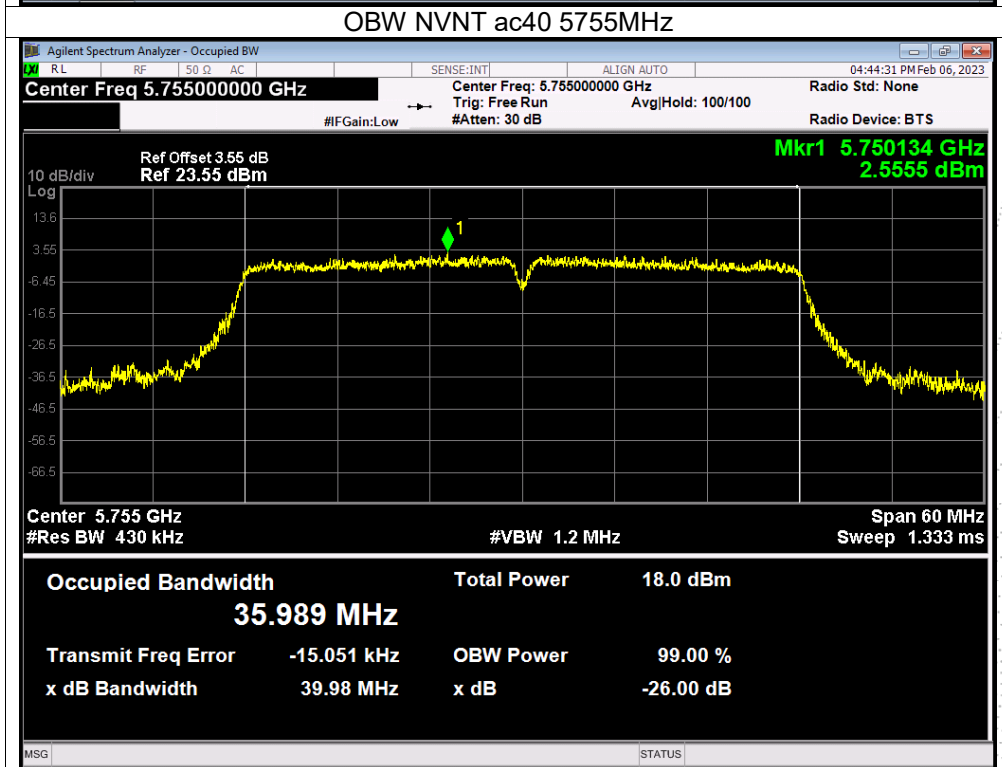 OBW NVNT ac40 5755MHz
Agilent Spectrum Analyzer - Occupied BW
LXI RL RF 50 Ω AC SENSE:INT ALIGN AUTO 04:44:31 PM Feb 06, 2023
Center Freq 5.755000000 GHz Center Freq: 5.755000000 GHz Radio Std: None
Trig: Free Run Avg|Hold: 100/100
#IFGain:Low #Atten: 30 dB Radio Device: BTS
Ref Offset 3.55 dB Mkr1 5.750134 GHz
10 dB/div Ref 23.55 dBm 2.5555 dBm
Log
13.6
1
3.55
-6.45
-16.5
-26.5
-36.5
-46.5
-56.5
-66.5
Center 5.755 GHz Span 60 MHz
#Res BW 430 kHz #VBW 1.2 MHz Sweep 1.333 ms
Occupied Bandwidth Total Power 18.0 dBm
35.989 MHz
Transmit Freq Error -15.051 kHz OBW Power 99.00 %
x dB Bandwidth 39.98 MHz x dB -26.00 dB
MSG STATUS